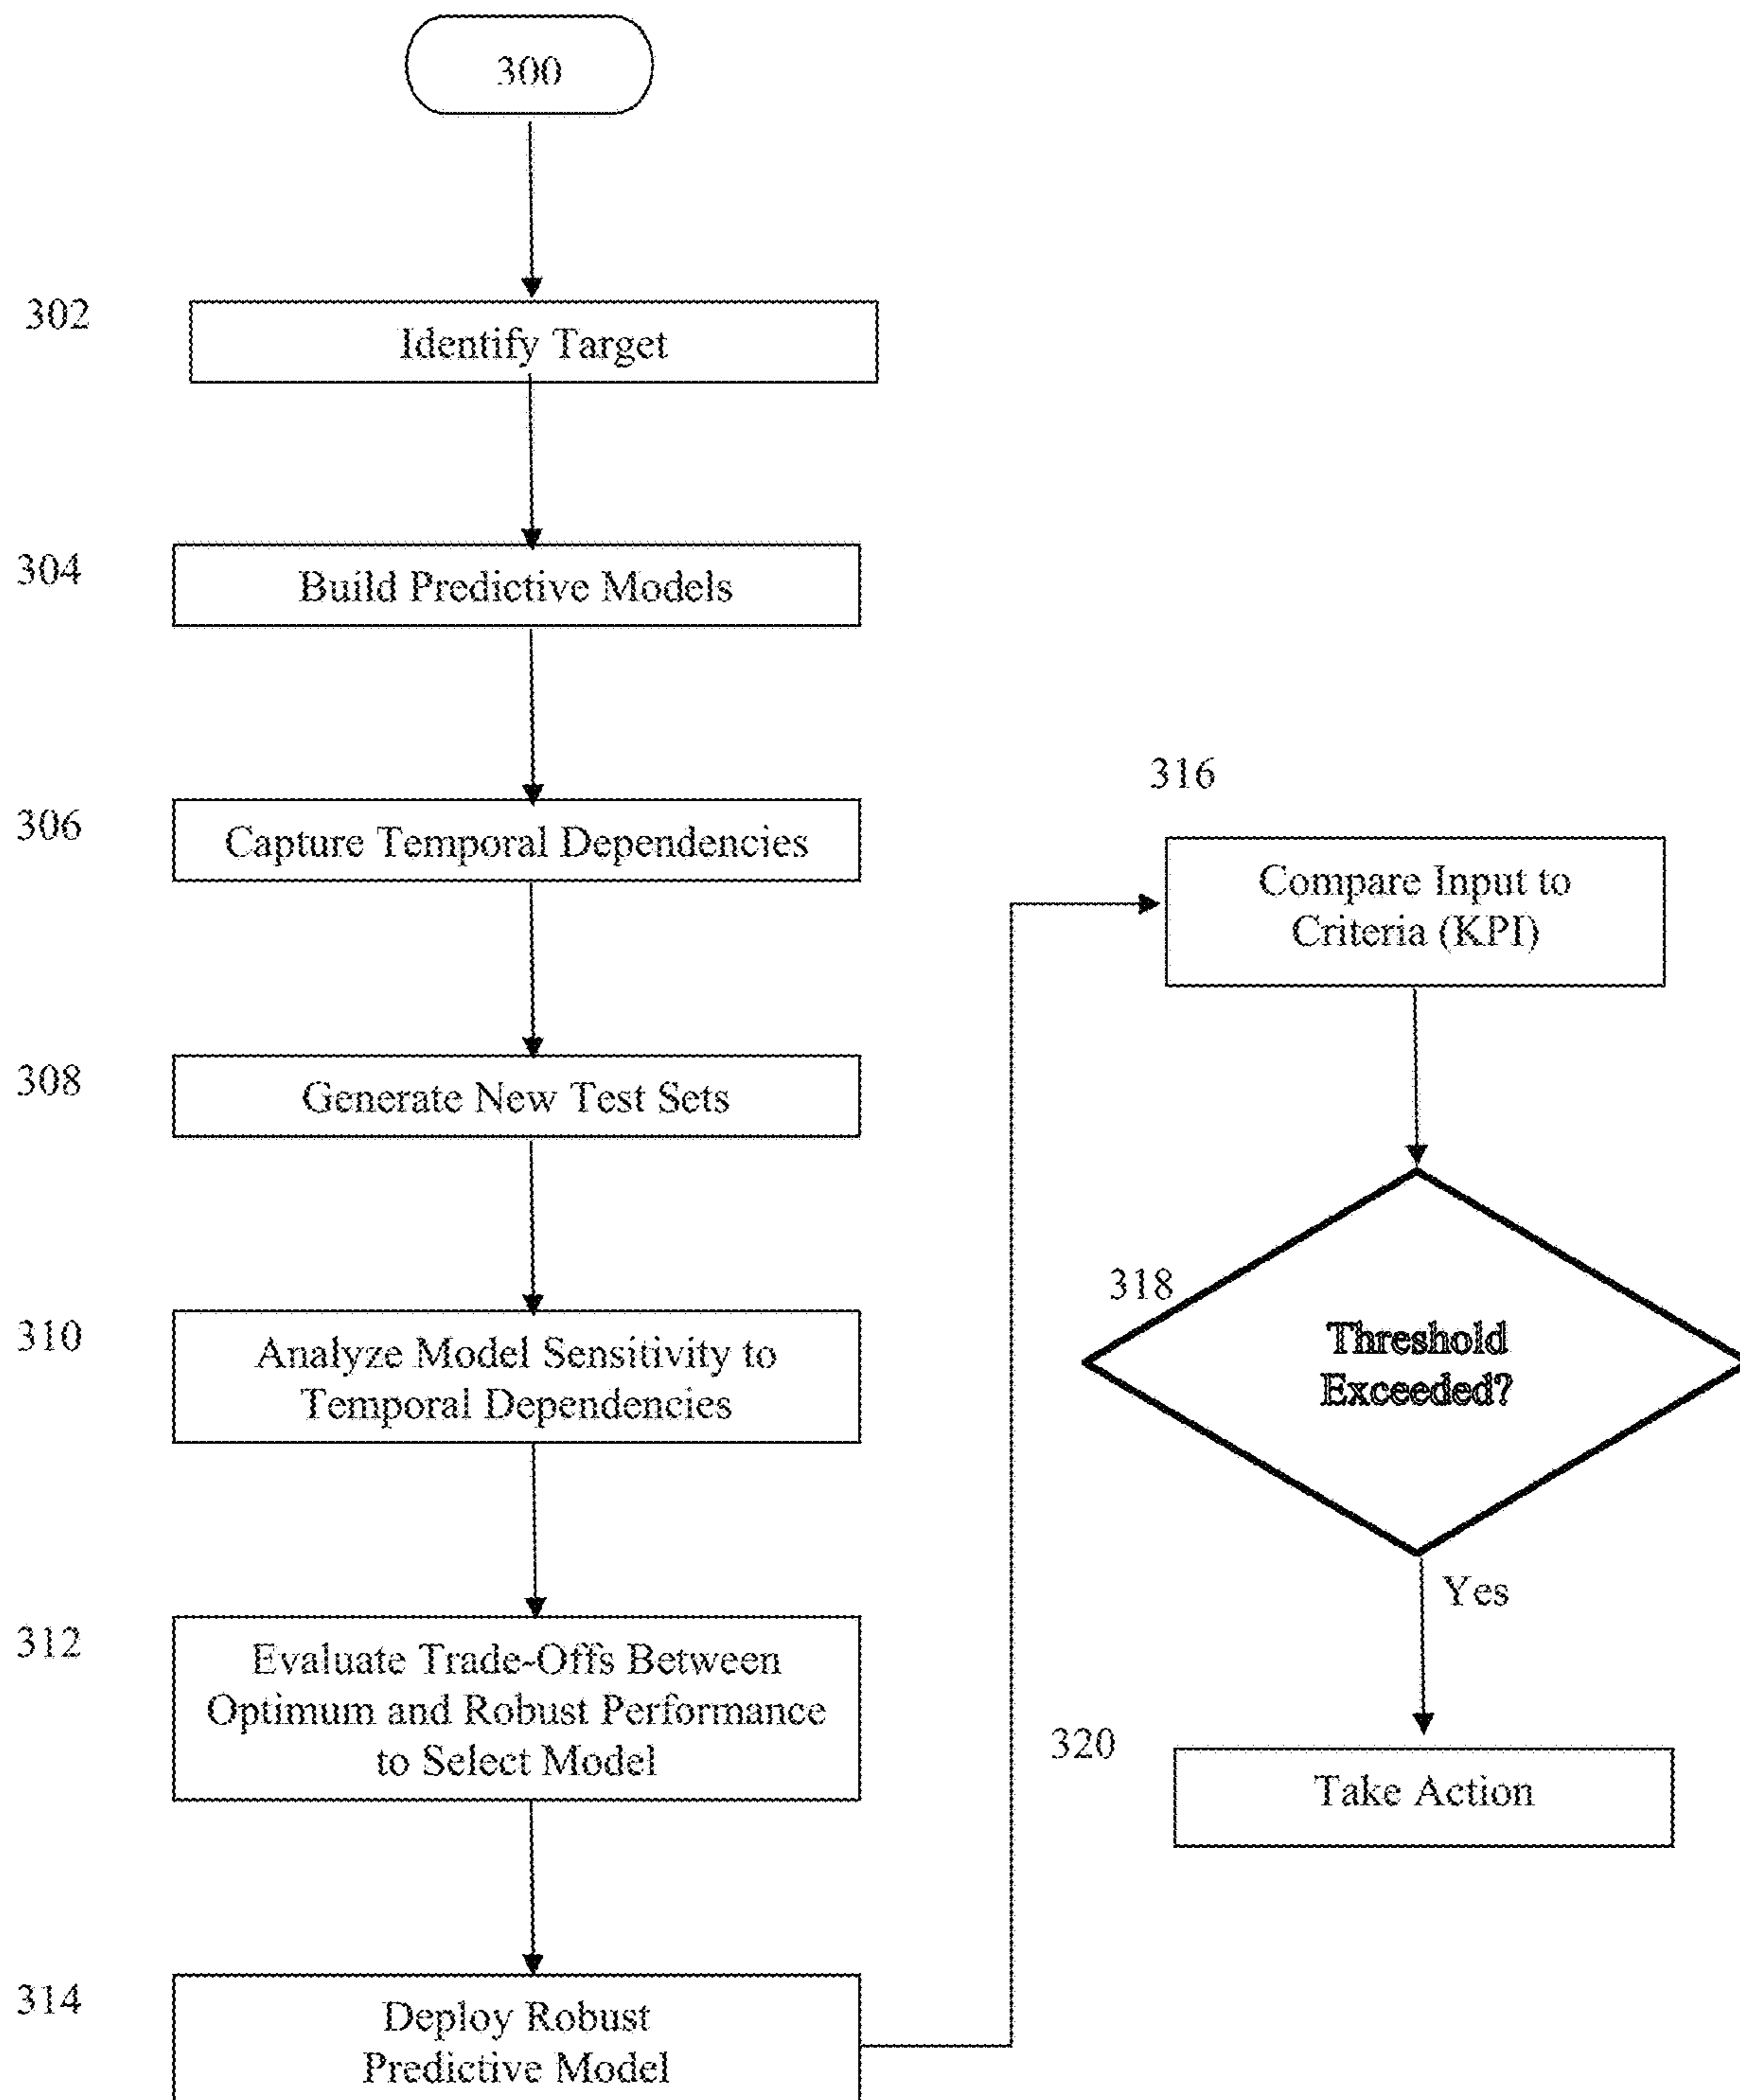 300
302
Identify Target
304
Build Predictive Models
306
Capture Temporal Dependencies
308
Generate New Test Sets
310
Analyze Model Sensitivity to
Temporal Dependencies
312
Evaluate Trade-Offs Between
Optimum and Robust Performance
to Select Model
314
Deploy Robust
Predictive Model
316
Compare Input to
Criteria (KPI)
318
Threshold
Exceeded?
Yes
320
Take Action